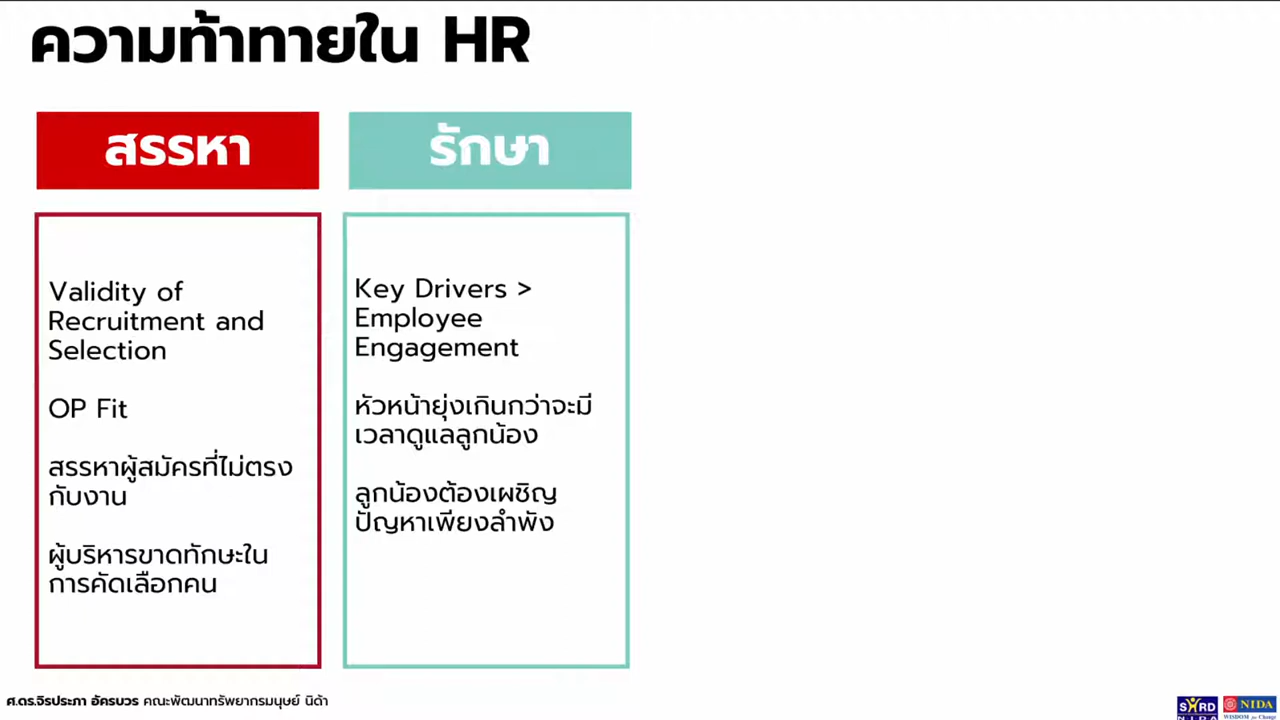 ความท้าทายใน HR
สรรหา
รักษา
Validity of
Recruitment and
Selection
OP Fit
สรรหาผู้สมัครที่ไม่ตรง
กับงาน
ผู้บริหารขาดทักษะใน
การคัดเลือกคน
Key Drivers >
Employee
Engagement
หัวหน้ายุ่งเกินกว่าจะมี
เวลาดูแลลูกน้อง
ลูกน้องต้องเผชิญ
ปัญหาเพียงลำพัง
ศ.ดร.จิรประภา อัครบวร คณะพัฒนาทรัพยากรมนุษย์ นิด้า
NIDA
WISDOM for Change